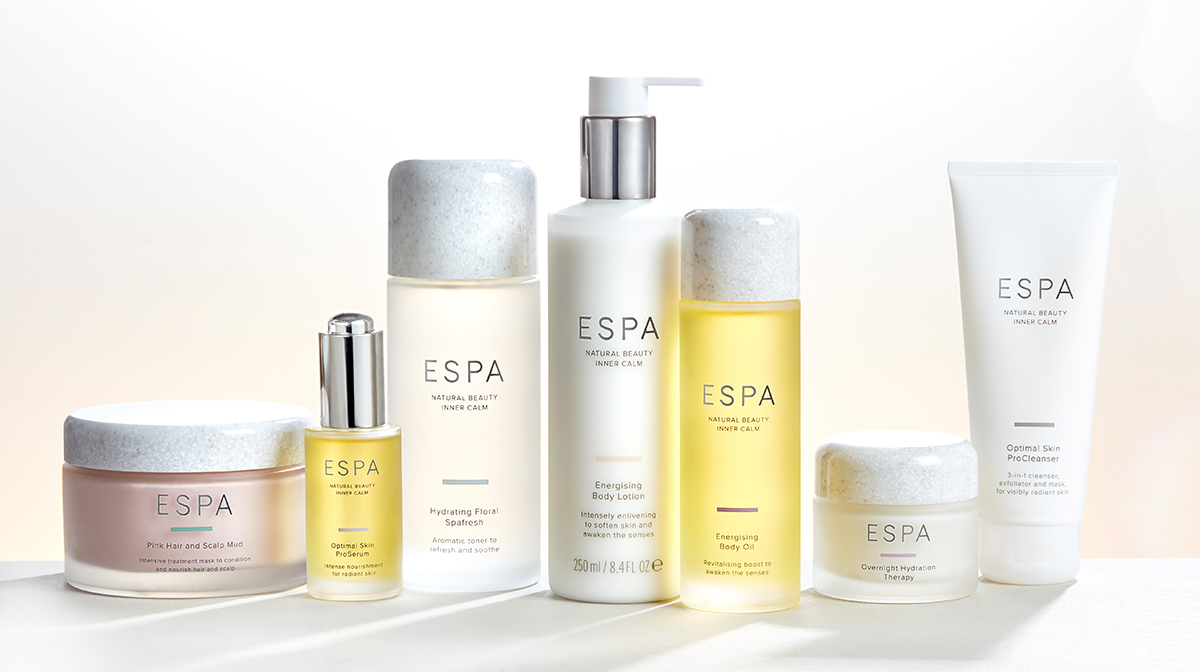 ESPA
Pink Hair and Scalp Mud
Intensive treatment mask to condition
and nourish hair and scalp
ESPA
NATURAL BEAUTY
INNER CALM
Optimal Skin
ProSerum
Intense nourishment
for radiant skin
ESPA
NATURAL BEAUTY
INNER CALM
Hydrating Floral
Spafresh
Aromatic toner to
refresh and soothe
ESPA
NATURAL BEAUTY
INNER CALM
Energising
Body Lotion
Intensely enlivening
to soften skin and
awaken the senses
250 ml / 8.4 FL OZ ℮
ESPA
NATURAL BEAUTY
INNER CALM
Energising
Body Oil
Revitalising boost to
awaken the senses
ESPA
Overnight Hydration
Therapy
ESPA
NATURAL BEAUTY
INNER CALM
Optimal Skin
ProCleanser
3-in-1 cleanser,
exfoliator and mask,
for visibly radiant skin